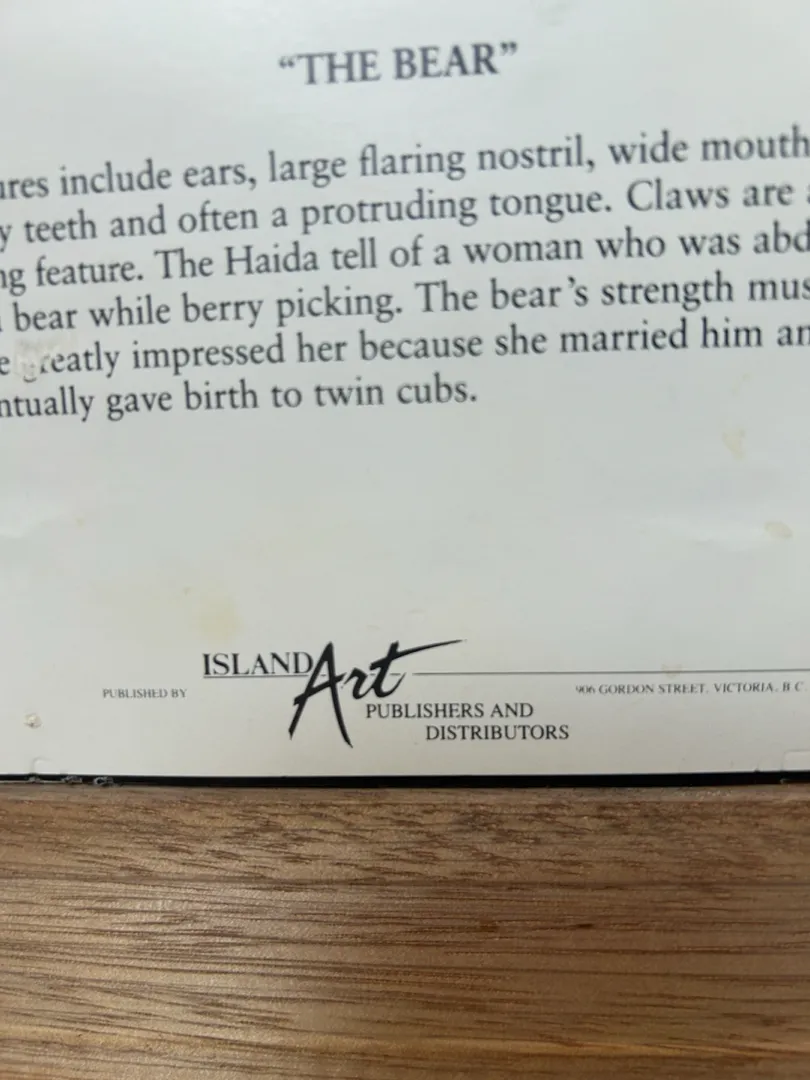 “THE BEAR”
ures include ears, large flaring nostril, wide mouth
y teeth and often a protruding tongue. Claws are
ng feature. The Haida tell of a woman who was abd
bear while berry picking. The bear’s strength mus
e greatly impressed her because she married him an
ntually gave birth to twin cubs.
ISLAND Art
PUBLISHED BY
906 GORDON STREET, VICTORIA, B C
PUBLISHERS AND
DISTRIBUTORS